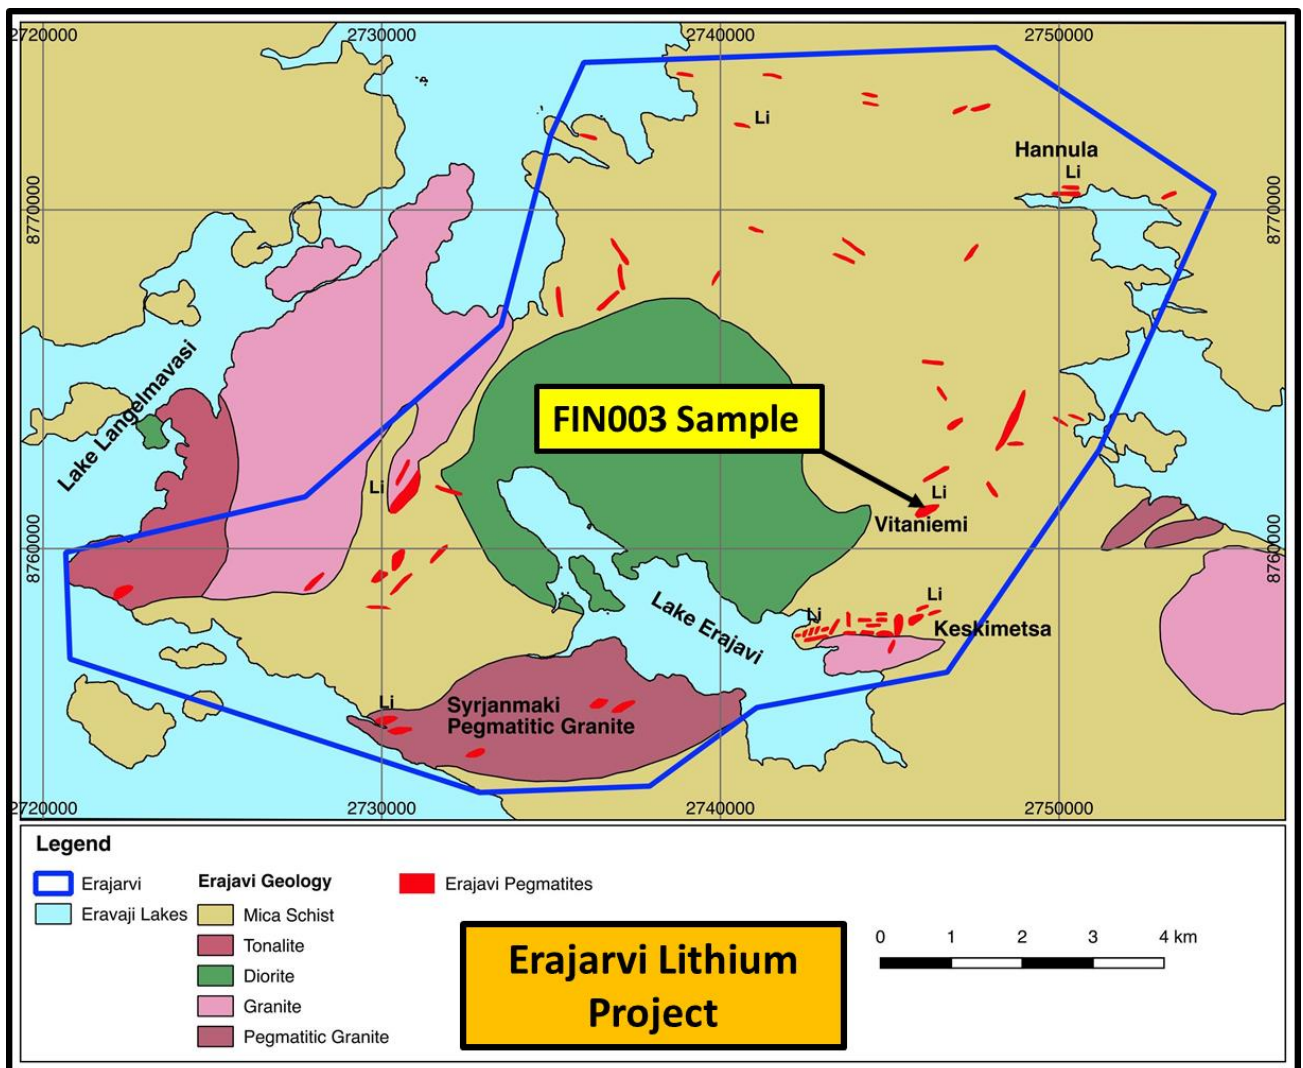 2720000
2730000
2740000
2750000
Li
Hannula
Li
8770000
8770000
Lake Langelmavasi
FIN003 Sample
Li
Li
Vitaniemi
8760000
8760000
Lake Erajavi
Li
Li
Keskimetsa
Li
Syrjanmaki
Pegmatitic Granite
2720000
2730000
2740000
2750000
Legend
Erajarvi
Eravaji Lakes
Erajavi Geology
Mica Schist
Tonalite
Diorite
Granite
Pegmatitic Granite
Erajavi Pegmatites
Erajarvi Lithium
Project
0 1 2 3 4 km